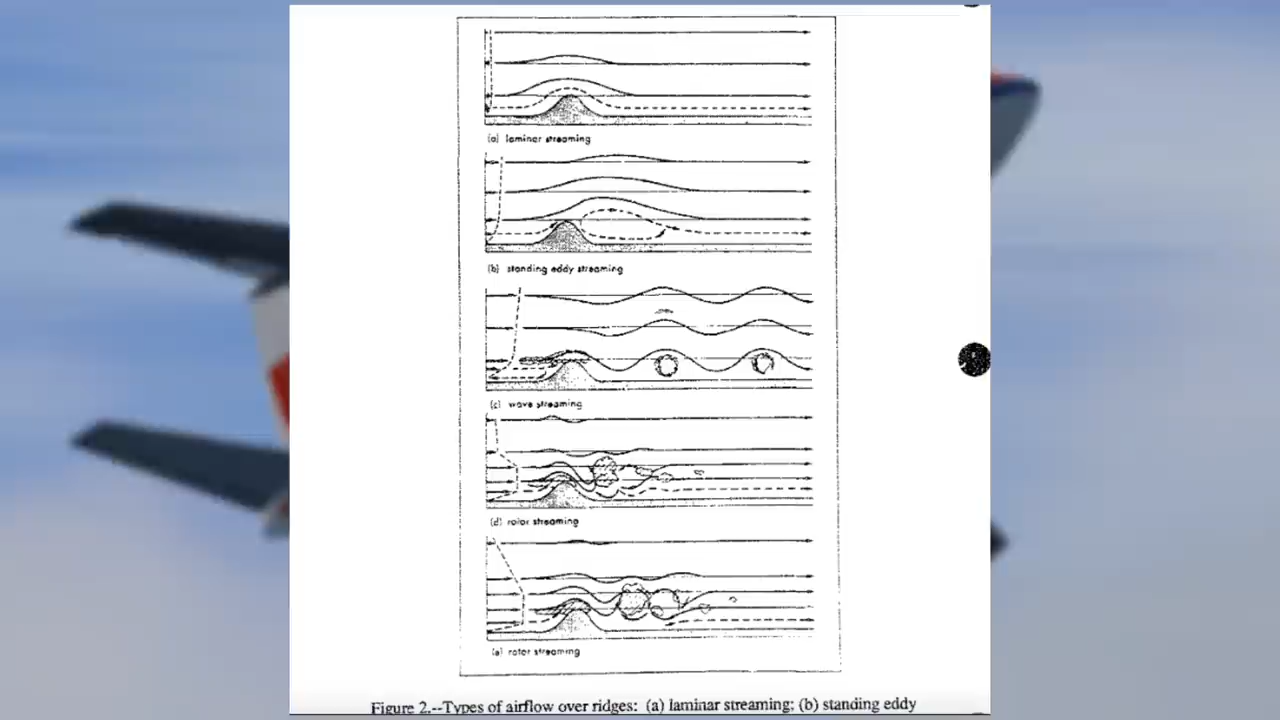 (a) laminar streaming
(b) standing eddy streaming
(c) wave streaming
(d) rotor streaming
(e) rotor streaming
Figure 2.--Types of airflow over ridges: (a) laminar streaming; (b) standing eddy